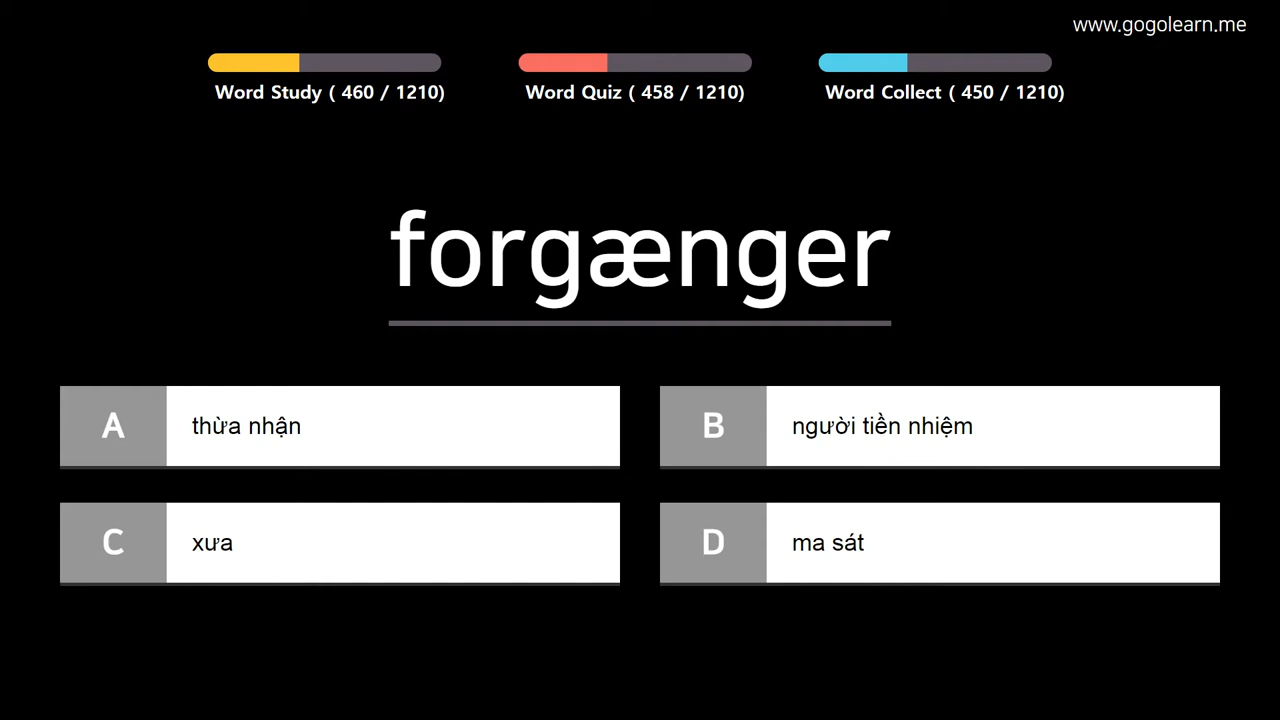 www.gogolearn.me
Word Study ( 460 / 1210)
Word Quiz ( 458 / 1210)
Word Collect ( 450 / 1210)
forgænger
A thừa nhận
B người tiền nhiệm
C xưa
D ma sát